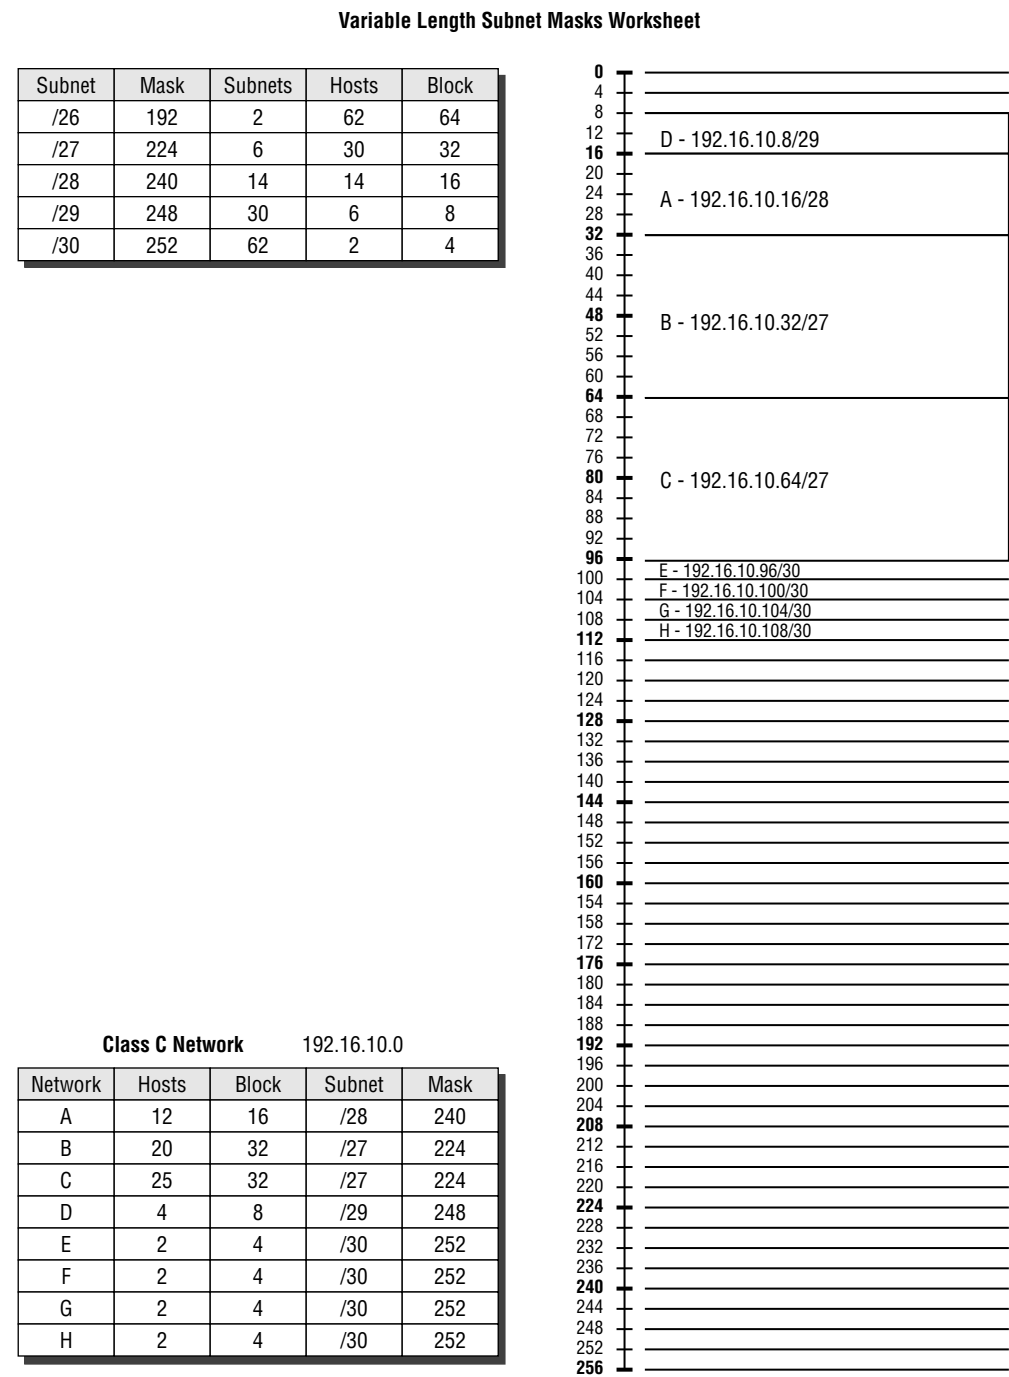 Variable Length Subnet Masks Worksheet
Subnet Mask Subnets Hosts Block
/26 192 2 62 64
/27 224 6 30 32
/28 240 14 14 16
/29 248 30 6 8
/30 252 62 2 4
Class C Network 192.16.10.0
Network Hosts Block Subnet Mask
A 12 16 /28 240
B 20 32 /27 224
C 25 32 /27 224
D 4 8 /29 248
E 2 4 /30 252
F 2 4 /30 252
G 2 4 /30 252
H 2 4 /30 252
0
4
8
12
16
20
24
28
32
36
40
44
48
52
56
60
64
68
72
76
80
84
88
92
96
100
104
108
112
116
120
124
128
132
136
140
144
148
152
156
160
154
158
172
176
180
184
188
192
196
200
204
208
212
216
220
224
228
232
236
240
244
248
252
256
D - 192.16.10.8/29
A - 192.16.10.16/28
B - 192.16.10.32/27
C - 192.16.10.64/27
E - 192.16.10.96/30
F - 192.16.10.100/30
G - 192.16.10.104/30
H - 192.16.10.108/30